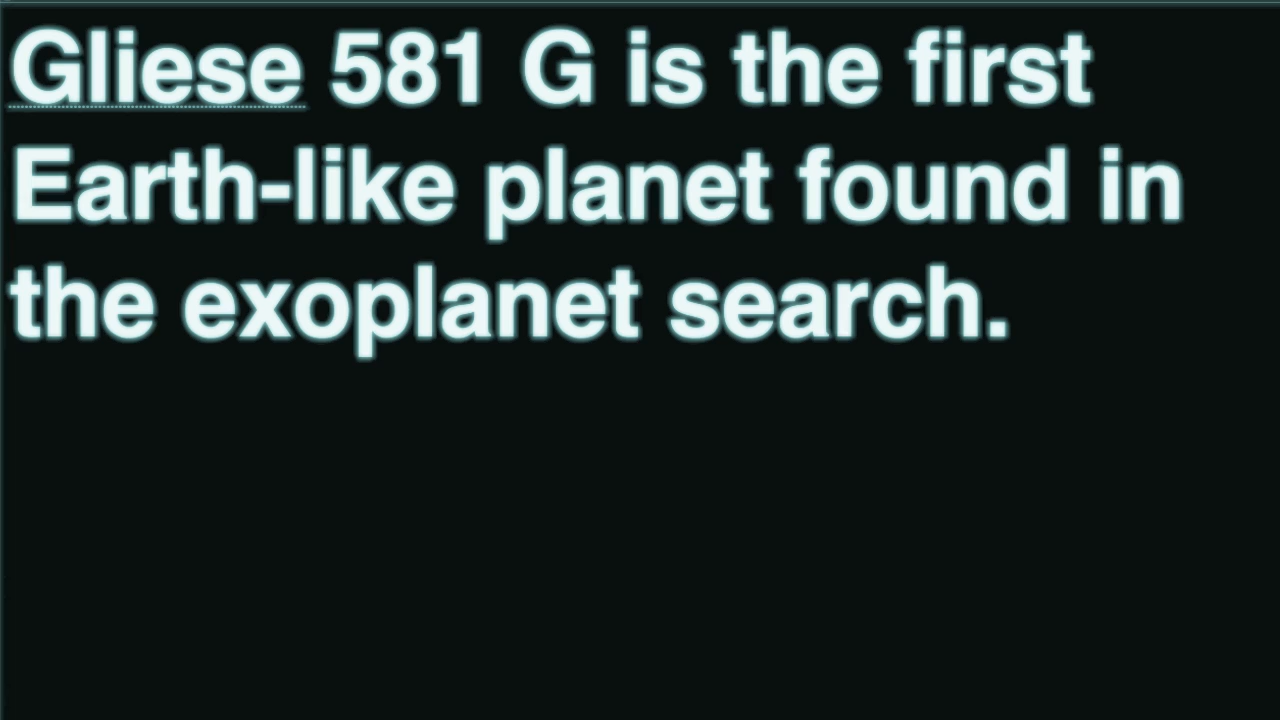 Gliese 581 G is the first
Earth-like planet found in
the exoplanet search.